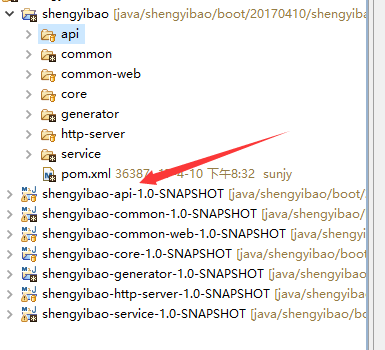 shengyibao [java/shengyibao/boot/20170410/shengyibao
api
common
common-web
core
generator
http-server
service
pom.xml 36387 4-10 下午8:32 sunjy
shengyibao-api-1.0-SNAPSHOT [java/shengyibao/boot/
shengyibao-common-1.0-SNAPSHOT [java/shengyibao/
shengyibao-common-web-1.0-SNAPSHOT [java/shengyi
shengyibao-core-1.0-SNAPSHOT [java/shengyibao/boot
shengyibao-generator-1.0-SNAPSHOT [java/shengyibao
shengyibao-http-server-1.0-SNAPSHOT [java/shengyiba
shengyibao-service-1.0-SNAPSHOT [java/shengyibao/b